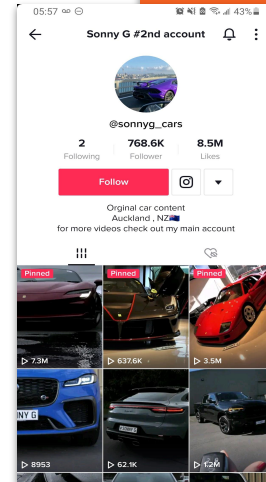 05:57
43%
Sonny G #2nd account
@sonnyg_cars
2 768.6K 8.5M
Following Follower Likes
Follow
Orginal car content
Auckland , NZ🇳🇿
for more videos check out my main account
Pinned Pinned Pinned
7.3M 637.6K 3.5M
NY G
8953 62.1K 1.2M